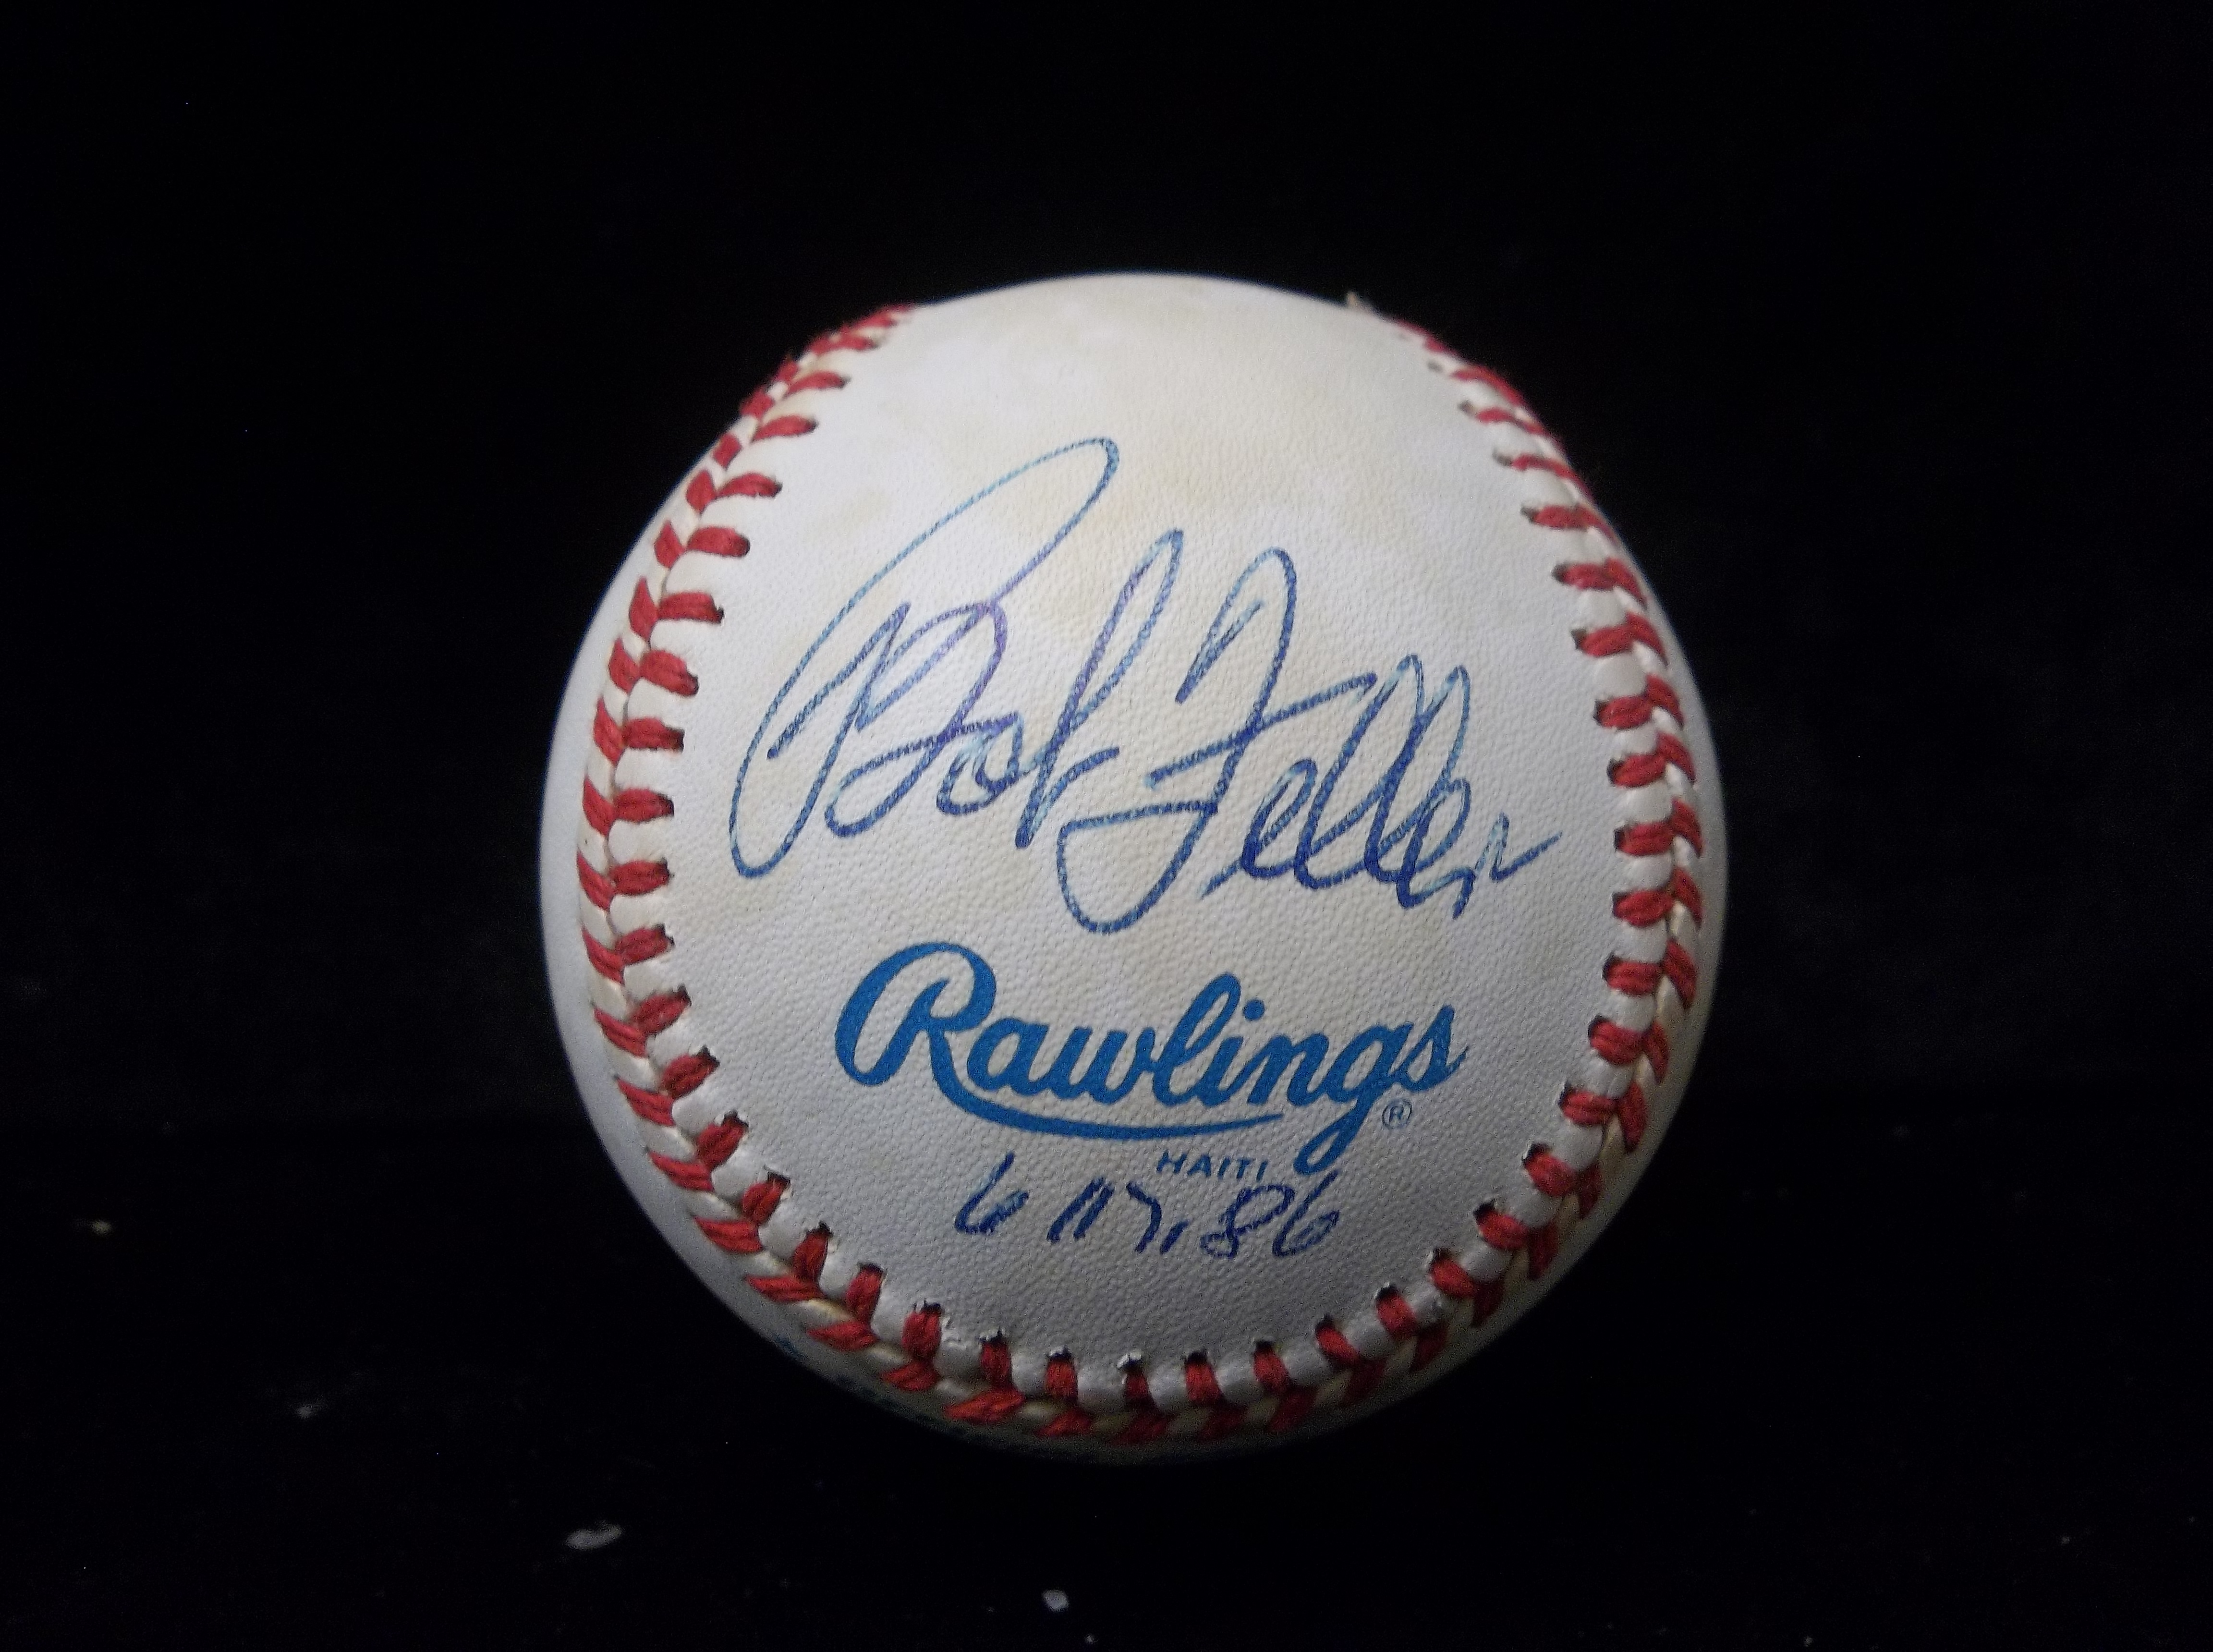 Bob Feller
Rawlings®
HAITI
6 17, 86